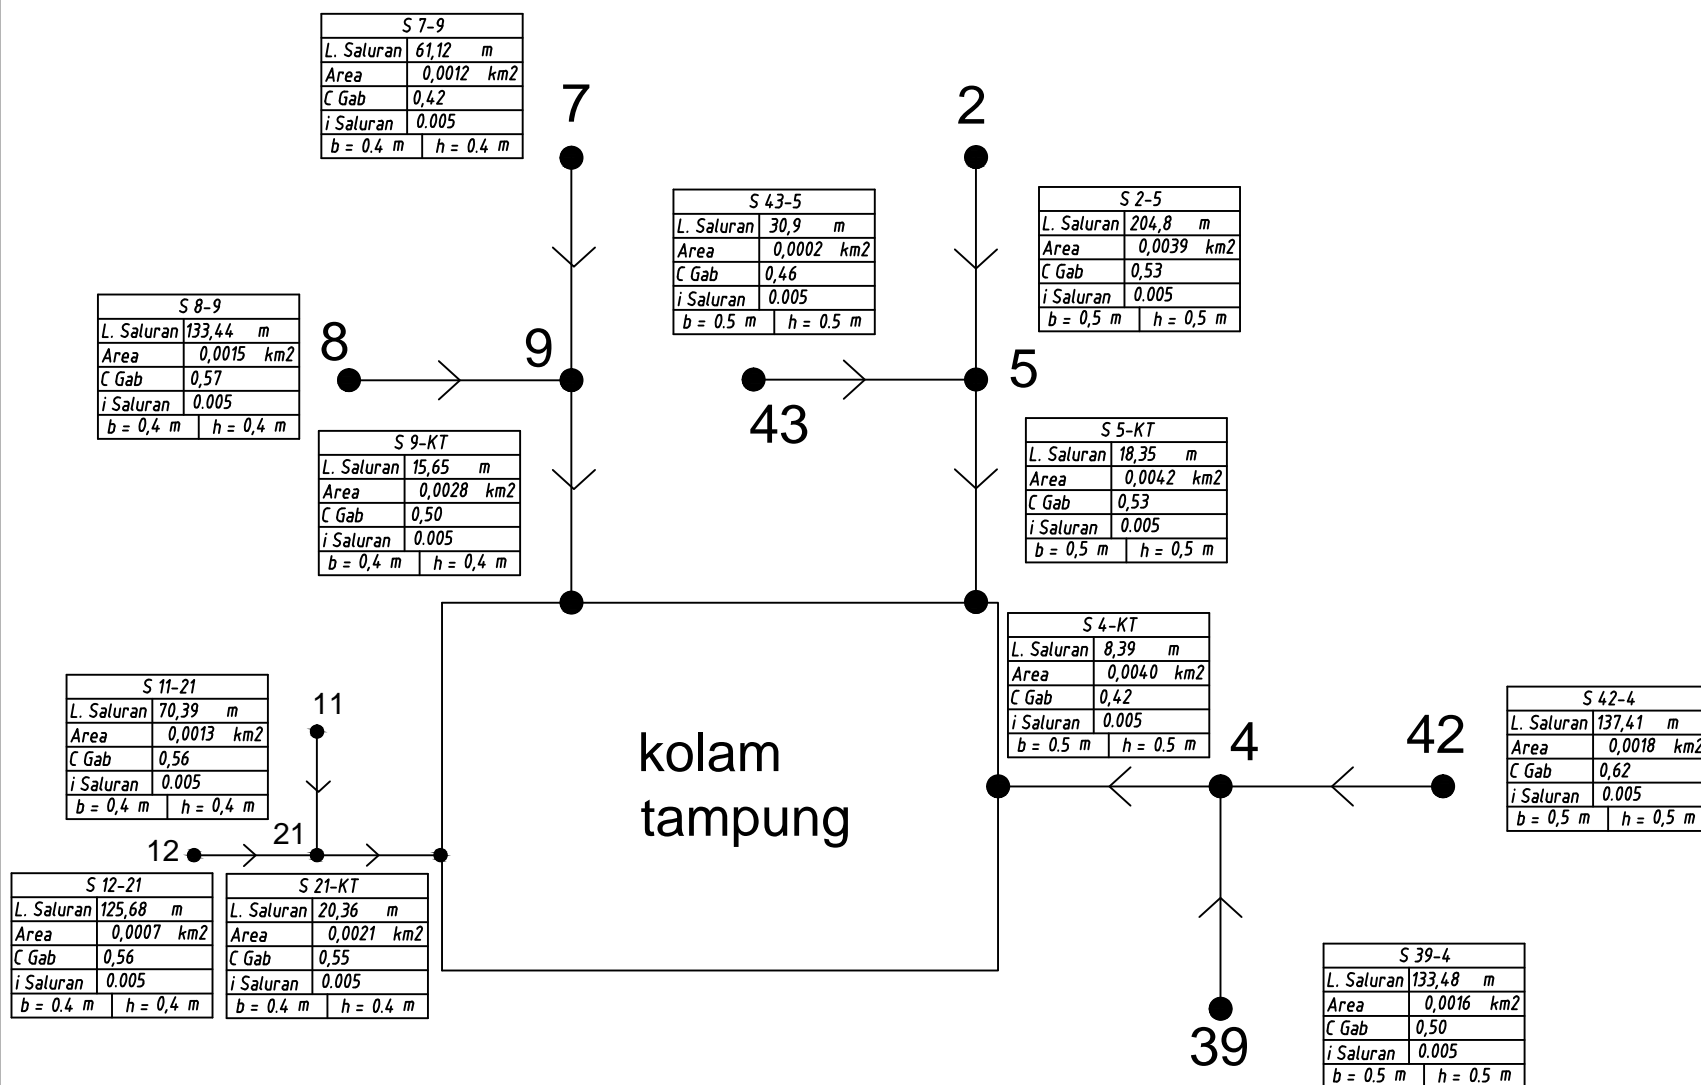 S 7-9
L. Saluran 61,12 m
Area 0,0012 km2
C Gab 0,42
i Saluran 0.005
b = 0.4 m h = 0.4 m
7
2
S 43-5
L. Saluran 30,9 m
Area 0,0002 km2
C Gab 0,46
i Saluran 0.005
b = 0.5 m h = 0.5 m
S 2-5
L. Saluran 204,8 m
Area 0,0039 km2
C Gab 0,53
i Saluran 0.005
b = 0,5 m h = 0,5 m
S 8-9
L. Saluran 133,44 m
Area 0,0015 km2
C Gab 0,57
i Saluran 0.005
b = 0,4 m h = 0,4 m
8
9
43
5
S 9-KT
L. Saluran 15,65 m
Area 0,0028 km2
C Gab 0,50
i Saluran 0.005
b = 0,4 m h = 0,4 m
S 5-KT
L. Saluran 18,35 m
Area 0,0042 km2
C Gab 0,53
i Saluran 0.005
b = 0,5 m h = 0,5 m
S 4-KT
L. Saluran 8,39 m
Area 0,0040 km2
C Gab 0,42
i Saluran 0.005
b = 0.5 m h = 0.5 m
S 11-21
L. Saluran 70,39 m
Area 0,0013 km2
C Gab 0,56
i Saluran 0.005
b = 0,4 m h = 0,4 m
11
kolam
tampung
4
42
S 42-4
L. Saluran 137,41 m
Area 0,0018 km2
C Gab 0,62
i Saluran 0.005
b = 0,5 m h = 0,5 m
12
21
S 12-21
L. Saluran 125,68 m
Area 0,0007 km2
C Gab 0,56
i Saluran 0.005
b = 0.4 m h = 0,4 m
S 21-KT
L. Saluran 20,36 m
Area 0,0021 km2
C Gab 0,55
i Saluran 0.005
b = 0.4 m h = 0.4 m
39
S 39-4
L. Saluran 133,48 m
Area 0,0016 km2
C Gab 0,50
i Saluran 0.005
b = 0.5 m h = 0.5 m